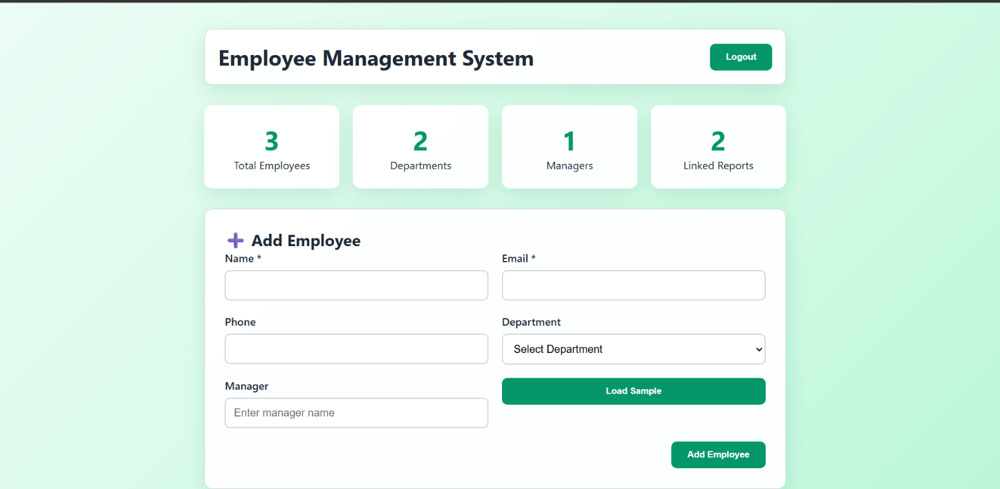 Employee Management System
Logout
3
Total Employees
2
Departments
1
Managers
2
Linked Reports
Add Employee
Name *
Email *
Phone
Department
Select Department
Manager
Load Sample
Enter manager name
Add Employee